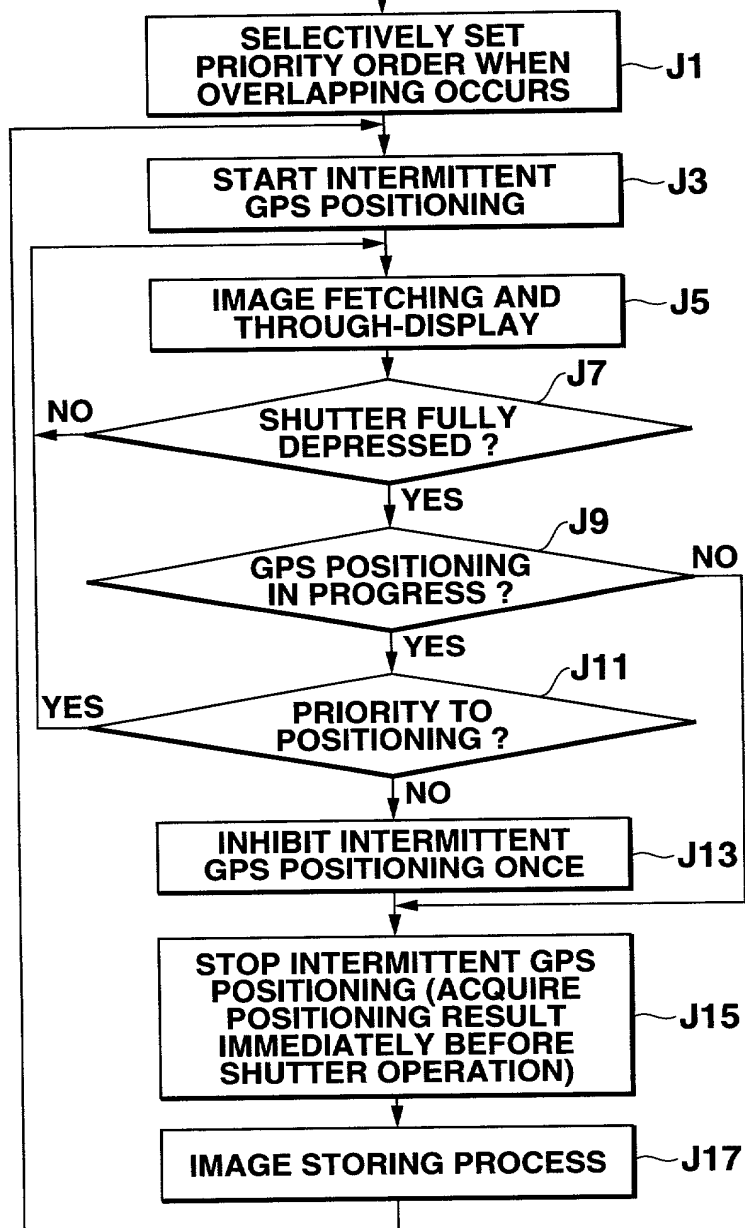 SELECTIVELY SET
PRIORITY ORDER WHEN
OVERLAPPING OCCURS
J1
START INTERMITTENT
GPS POSITIONING
J3
IMAGE FETCHING AND
THROUGH-DISPLAY
J5
J7
NO
SHUTTER FULLY
DEPRESSED ?
YES
J9
NO
GPS POSITIONING
IN PROGRESS ?
YES
J11
YES
PRIORITY TO
POSITIONING ?
NO
INHIBIT INTERMITTENT
GPS POSITIONING ONCE
J13
STOP INTERMITTENT GPS
POSITIONING (ACQUIRE
POSITIONING RESULT
IMMEDIATELY BEFORE
SHUTTER OPERATION)
J15
IMAGE STORING PROCESS
J17